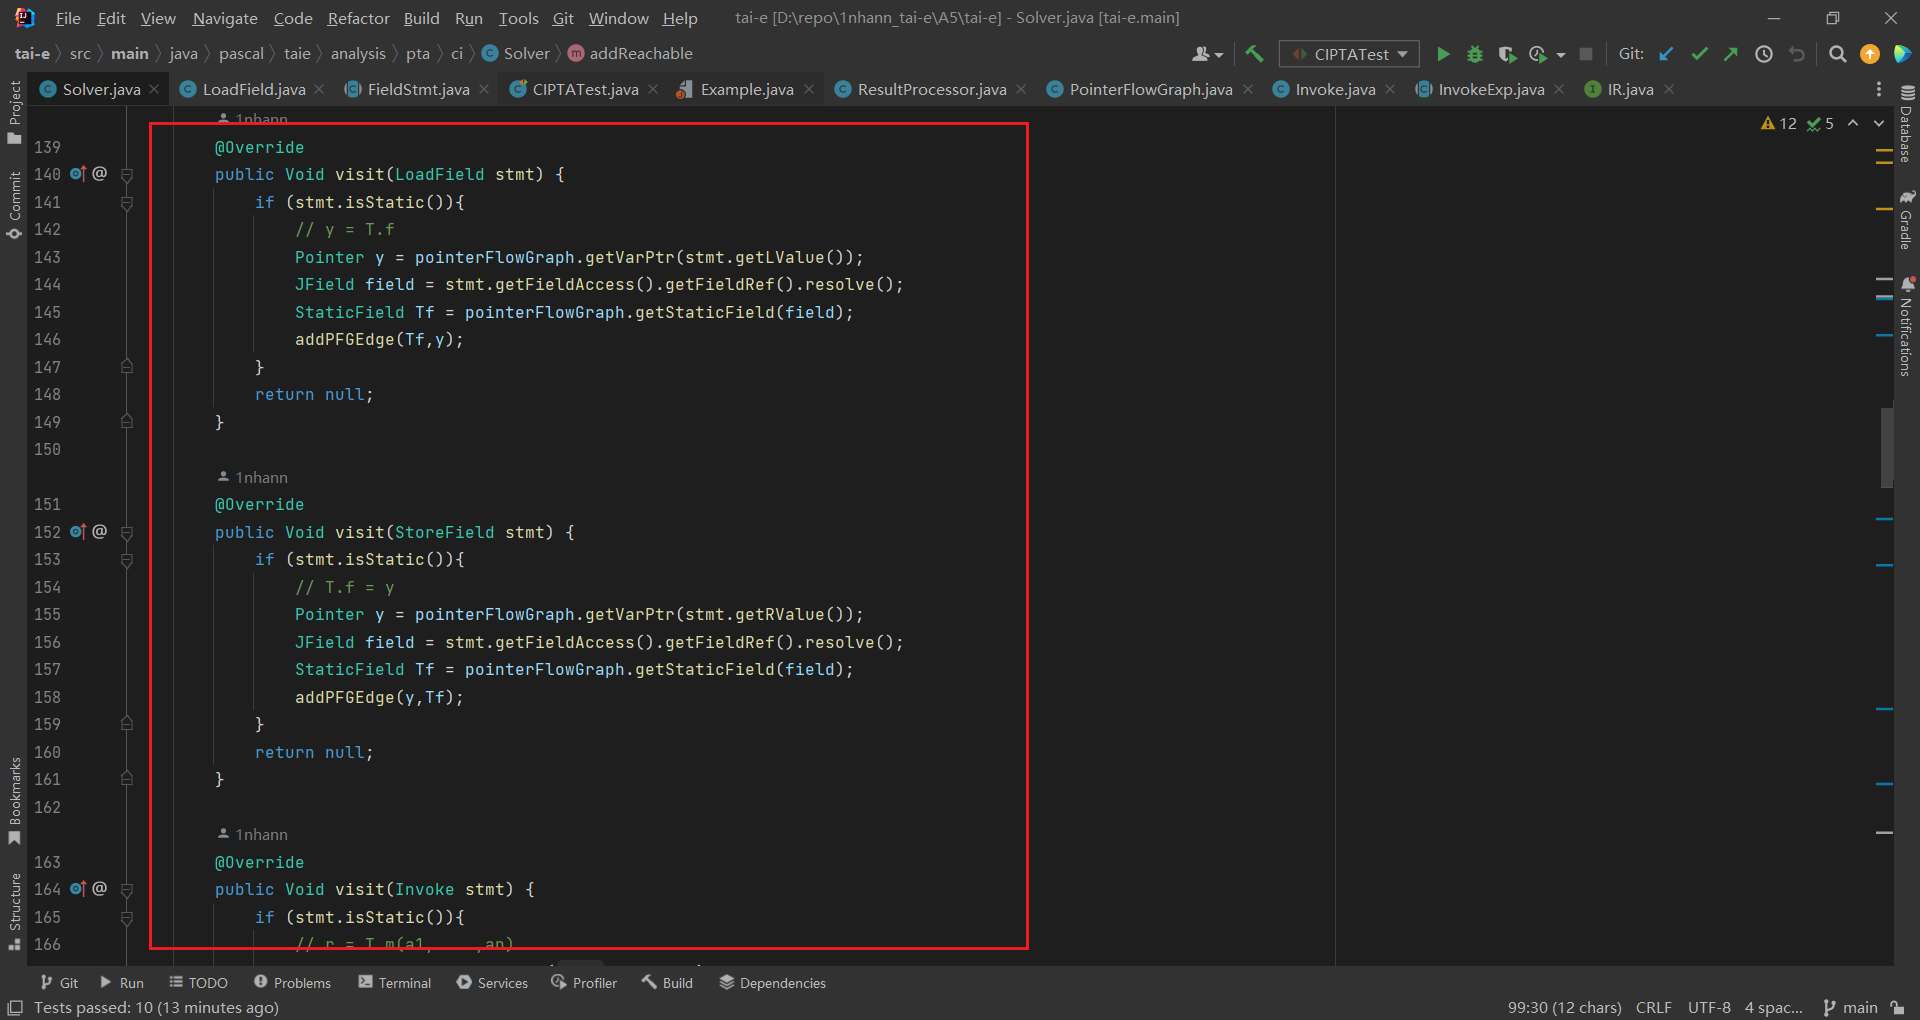 File Edit View Navigate Code Refactor Build Run Tools Git Window Help tai-e [D:\repo\1nhann_tai-e\A5\tai-e] - Solver.java [tai-e.main]
tai-e src main java pascal taie analysis pta ci Solver addReachable CIPTATest Git:
Solver.java LoadField.java FieldStmt.java CIPTATest.java Example.java ResultProcessor.java PointerFlowGraph.java Invoke.java InvokeExp.java IR.java
Project
Commit
Bookmarks
Structure
Database
Gradle
Notifications
12 5
1nhann
139 @Override
140 @ public Void visit(LoadField stmt) {
141 if (stmt.isStatic()){
142 // y = T.f
143 Pointer y = pointerFlowGraph.getVarPtr(stmt.getLValue());
144 JField field = stmt.getFieldAccess().getFieldRef().resolve();
145 StaticField Tf = pointerFlowGraph.getStaticField(field);
146 addPFGEdge(Tf,y);
147 }
148 return null;
149 }
150
1nhann
151 @Override
152 @ public Void visit(StoreField stmt) {
153 if (stmt.isStatic()){
154 // T.f = y
155 Pointer y = pointerFlowGraph.getVarPtr(stmt.getRValue());
156 JField field = stmt.getFieldAccess().getFieldRef().resolve();
157 StaticField Tf = pointerFlowGraph.getStaticField(field);
158 addPFGEdge(y,Tf);
159 }
160 return null;
161 }
162
1nhann
163 @Override
164 @ public Void visit(Invoke stmt) {
165 if (stmt.isStatic()){
166 // r = T.m(a1, ,an)
Git Run TODO Problems Terminal Services Profiler Build Dependencies
Tests passed: 10 (13 minutes ago) 99:30 (12 chars) CRLF UTF-8 4 spac... main